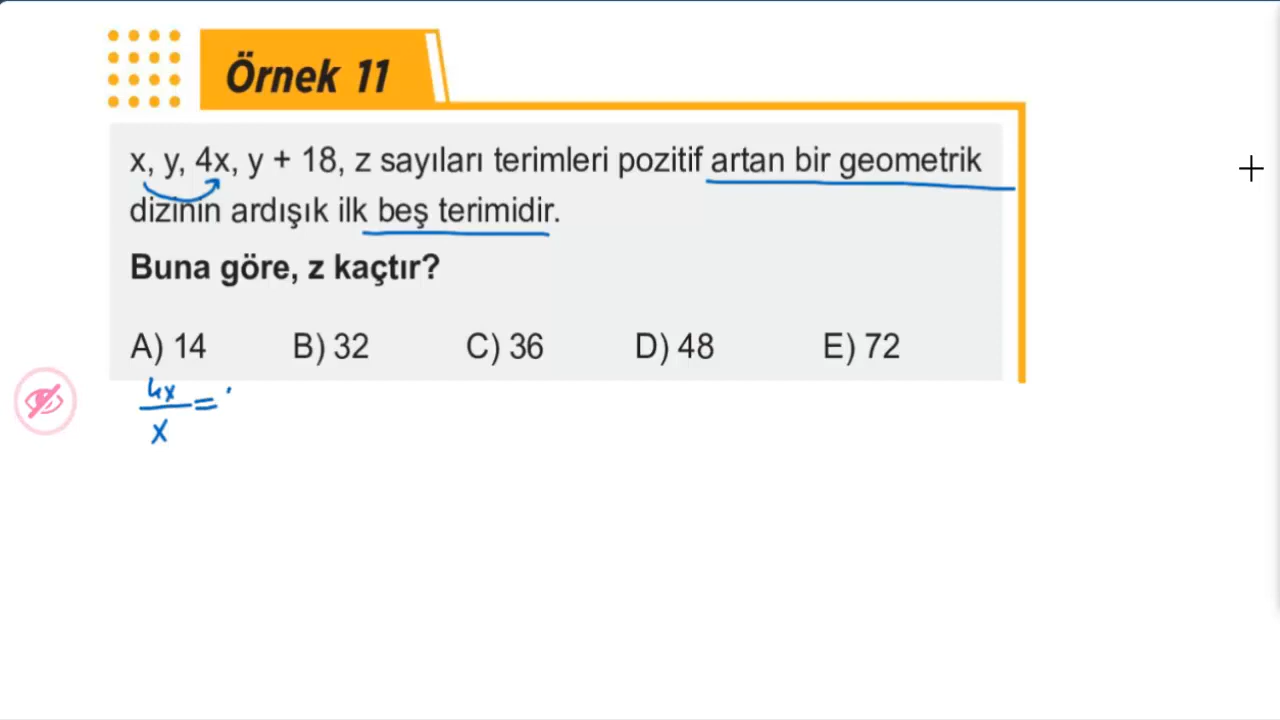 Örnek 11
x, y, 4x, y + 18, z sayıları terimleri pozitif artan bir geometrik
dizinin ardışık ilk beş terimidir.
Buna göre, z kaçtır?
A) 14 B) 32 C) 36 D) 48 E) 72
4x
=
x